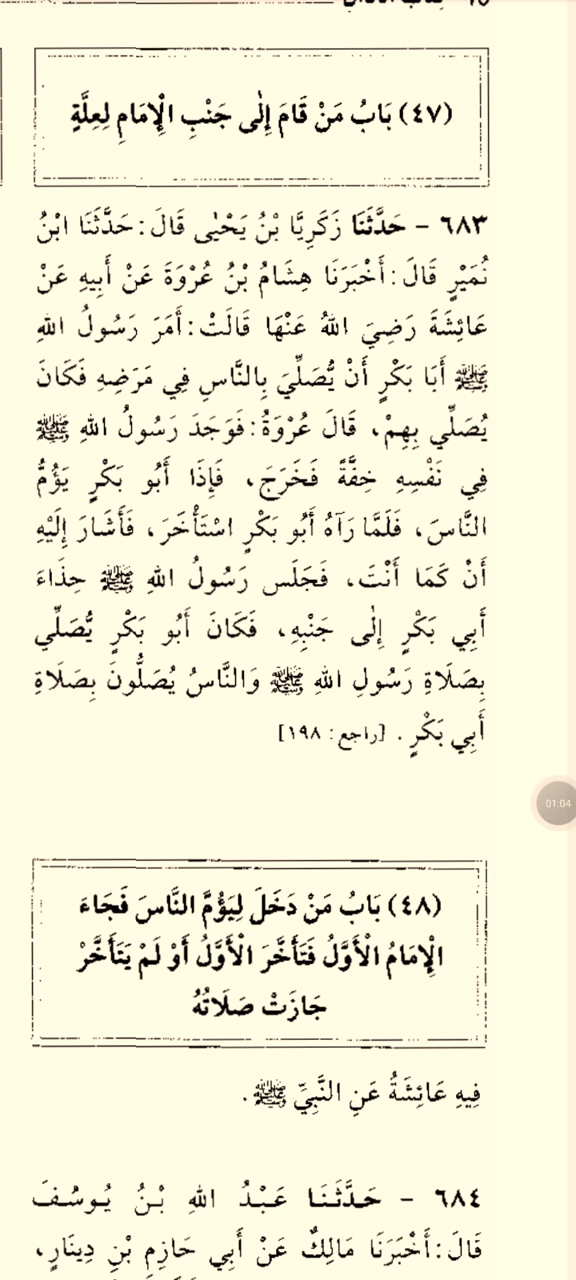 (٤٧) بَابُ مَنْ قَامَ إِلٰى جَنْبِ الْإِمَامِ لِعِلَّةٍ
٦٨٣ - حَدَّثَنَا زَكَرِيَّا بْنُ يَحْيٰى قَالَ: حَدَّثَنَا ابْنُ
نُمَيْرٍ قَالَ: أَخْبَرَنَا هِشَامُ بْنُ عُرْوَةَ عَنْ أَبِيهِ عَنْ
عَائِشَةَ رَضِيَ اللهُ عَنْهَا قَالَتْ: أَمَرَ رَسُولُ اللهِ
ﷺ أَبَا بَكْرٍ أَنْ يُّصَلِّيَ بِالنَّاسِ فِي مَرَضِهِ فَكَانَ
يُصَلِّي بِهِمْ، قَالَ عُرْوَةُ: فَوَجَدَ رَسُولُ اللهِ ﷺ
فِي نَفْسِهِ خِفَّةً فَخَرَجَ، فَإِذَا أَبُو بَكْرٍ يَؤُمُّ
النَّاسَ، فَلَمَّا رَآهُ أَبُو بَكْرٍ اسْتَأْخَرَ، فَأَشَارَ إِلَيْهِ
أَنْ كَمَا أَنْتَ، فَجَلَس رَسُولُ اللهِ ﷺ حِذَاءَ
أَبِي بَكْرٍ إِلٰى جَنْبِهِ، فَكَانَ أَبُو بَكْرٍ يُّصَلِّي
بِصَلَاةِ رَسُولِ اللهِ ﷺ وَالنَّاسُ يُصَلُّونَ بِصَلَاةِ
أَبِي بَكْرٍ. [راجع: ١٩٨]
01:04
(٤٨) بَابُ مَنْ دَخَلَ لِيَؤُمَّ النَّاسَ فَجَاءَ
الْإِمَامُ الْأَوَّلُ فَتَأَخَّرَ الْأَوَّلُ أَوْ لَمْ يَتَأَخَّرْ
جَازَتْ صَلَاتُهُ
فِيهِ عَائِشَةُ عَنِ النَّبِيِّ ﷺ.
٦٨٤ - حَدَّثَنَا عَبْدُ اللهِ بْنُ يُوسُفَ
قَالَ: أَخْبَرَنَا مَالِكٌ عَنْ أَبِي حَازِمِ بْنِ دِينَارٍ،